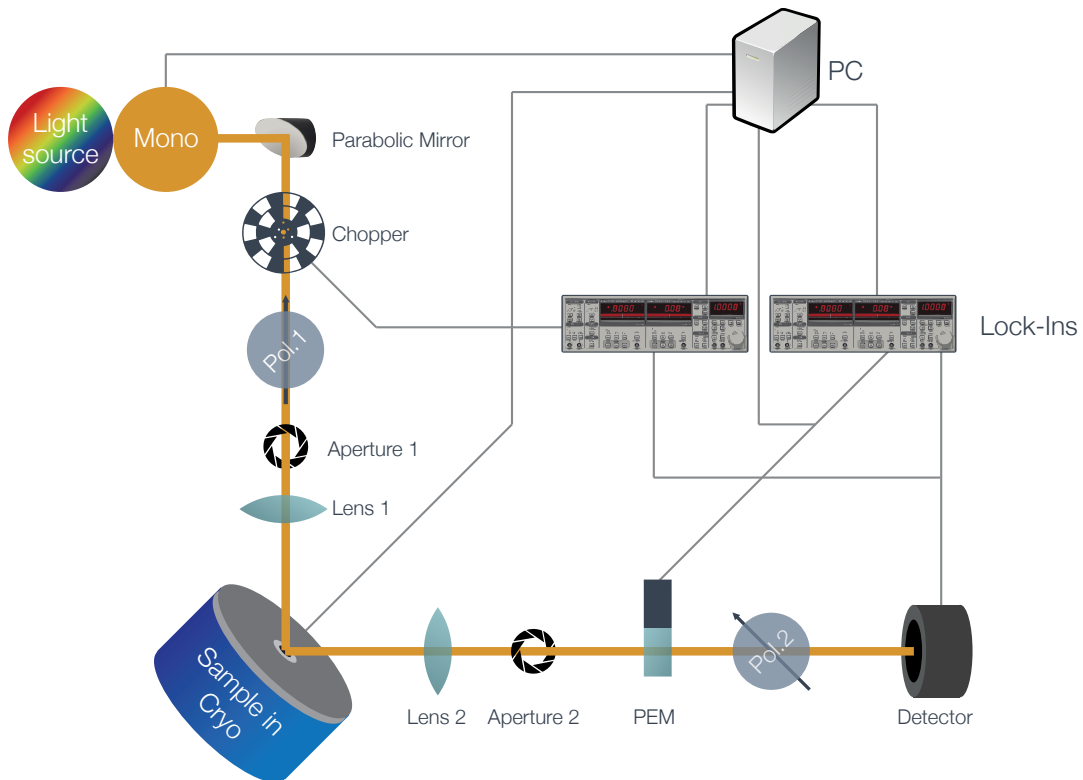 PC
Light
source
Mono
Parabolic Mirror
Chopper
Lock-Ins
Pol.1
Aperture 1
Lens 1
Sample in
Cryo
Lens 2
Aperture 2
PEM
Pol.2
Detector